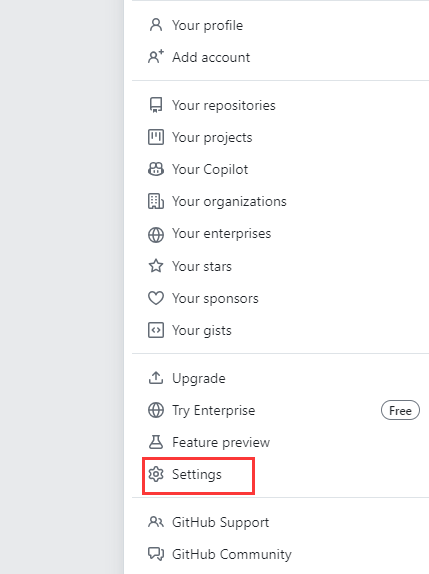 Your profile
Add account
Your repositories
Your projects
Your Copilot
Your organizations
Your enterprises
Your stars
Your sponsors
Your gists
Upgrade
Try Enterprise Free
Feature preview
Settings
GitHub Support
GitHub Community